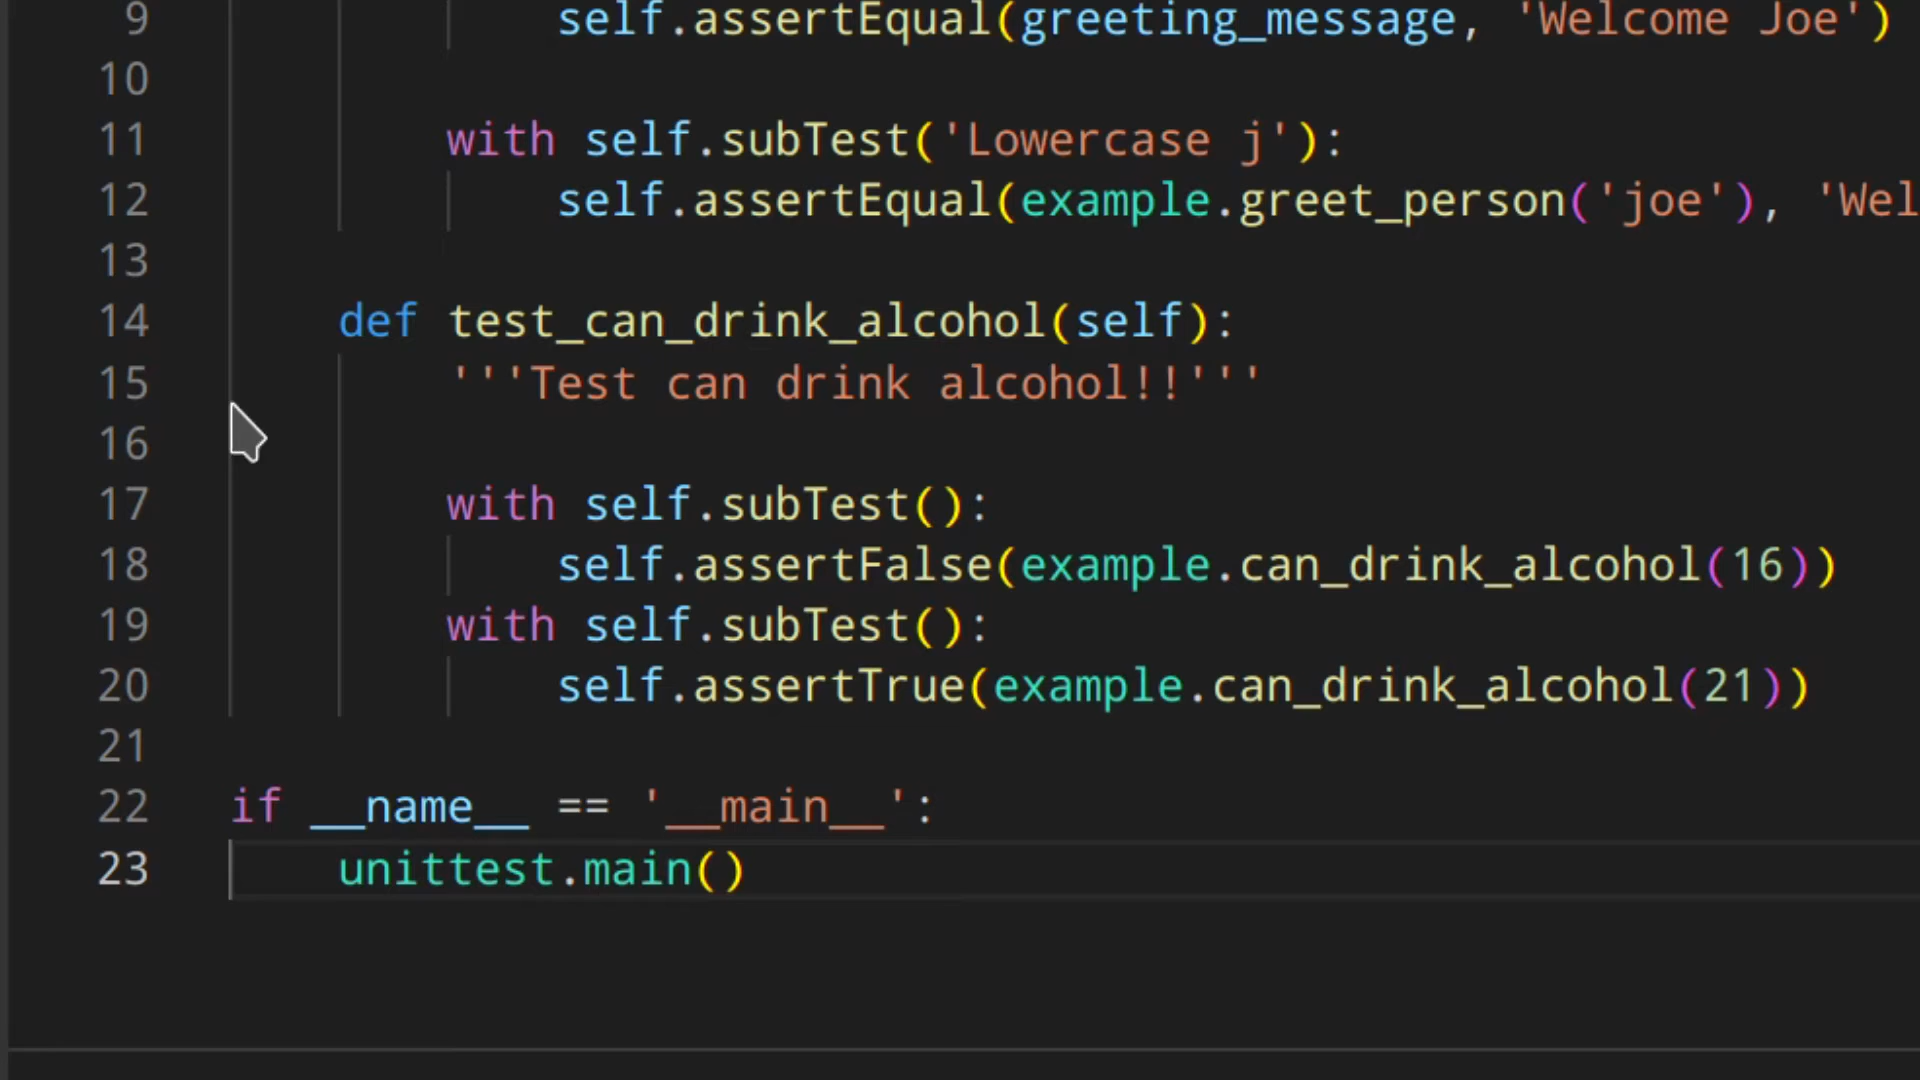 9 self.assertEqual(greeting_message, 'Welcome Joe')
10
11 with self.subTest('Lowercase j'):
12 self.assertEqual(example.greet_person('joe'), 'Wel
13
14 def test_can_drink_alcohol(self):
15 '''Test can drink alcohol!!'''
16
17 with self.subTest():
18 self.assertFalse(example.can_drink_alcohol(16))
19 with self.subTest():
20 self.assertTrue(example.can_drink_alcohol(21))
21
22 if __name__ == '__main__':
23 unittest.main()